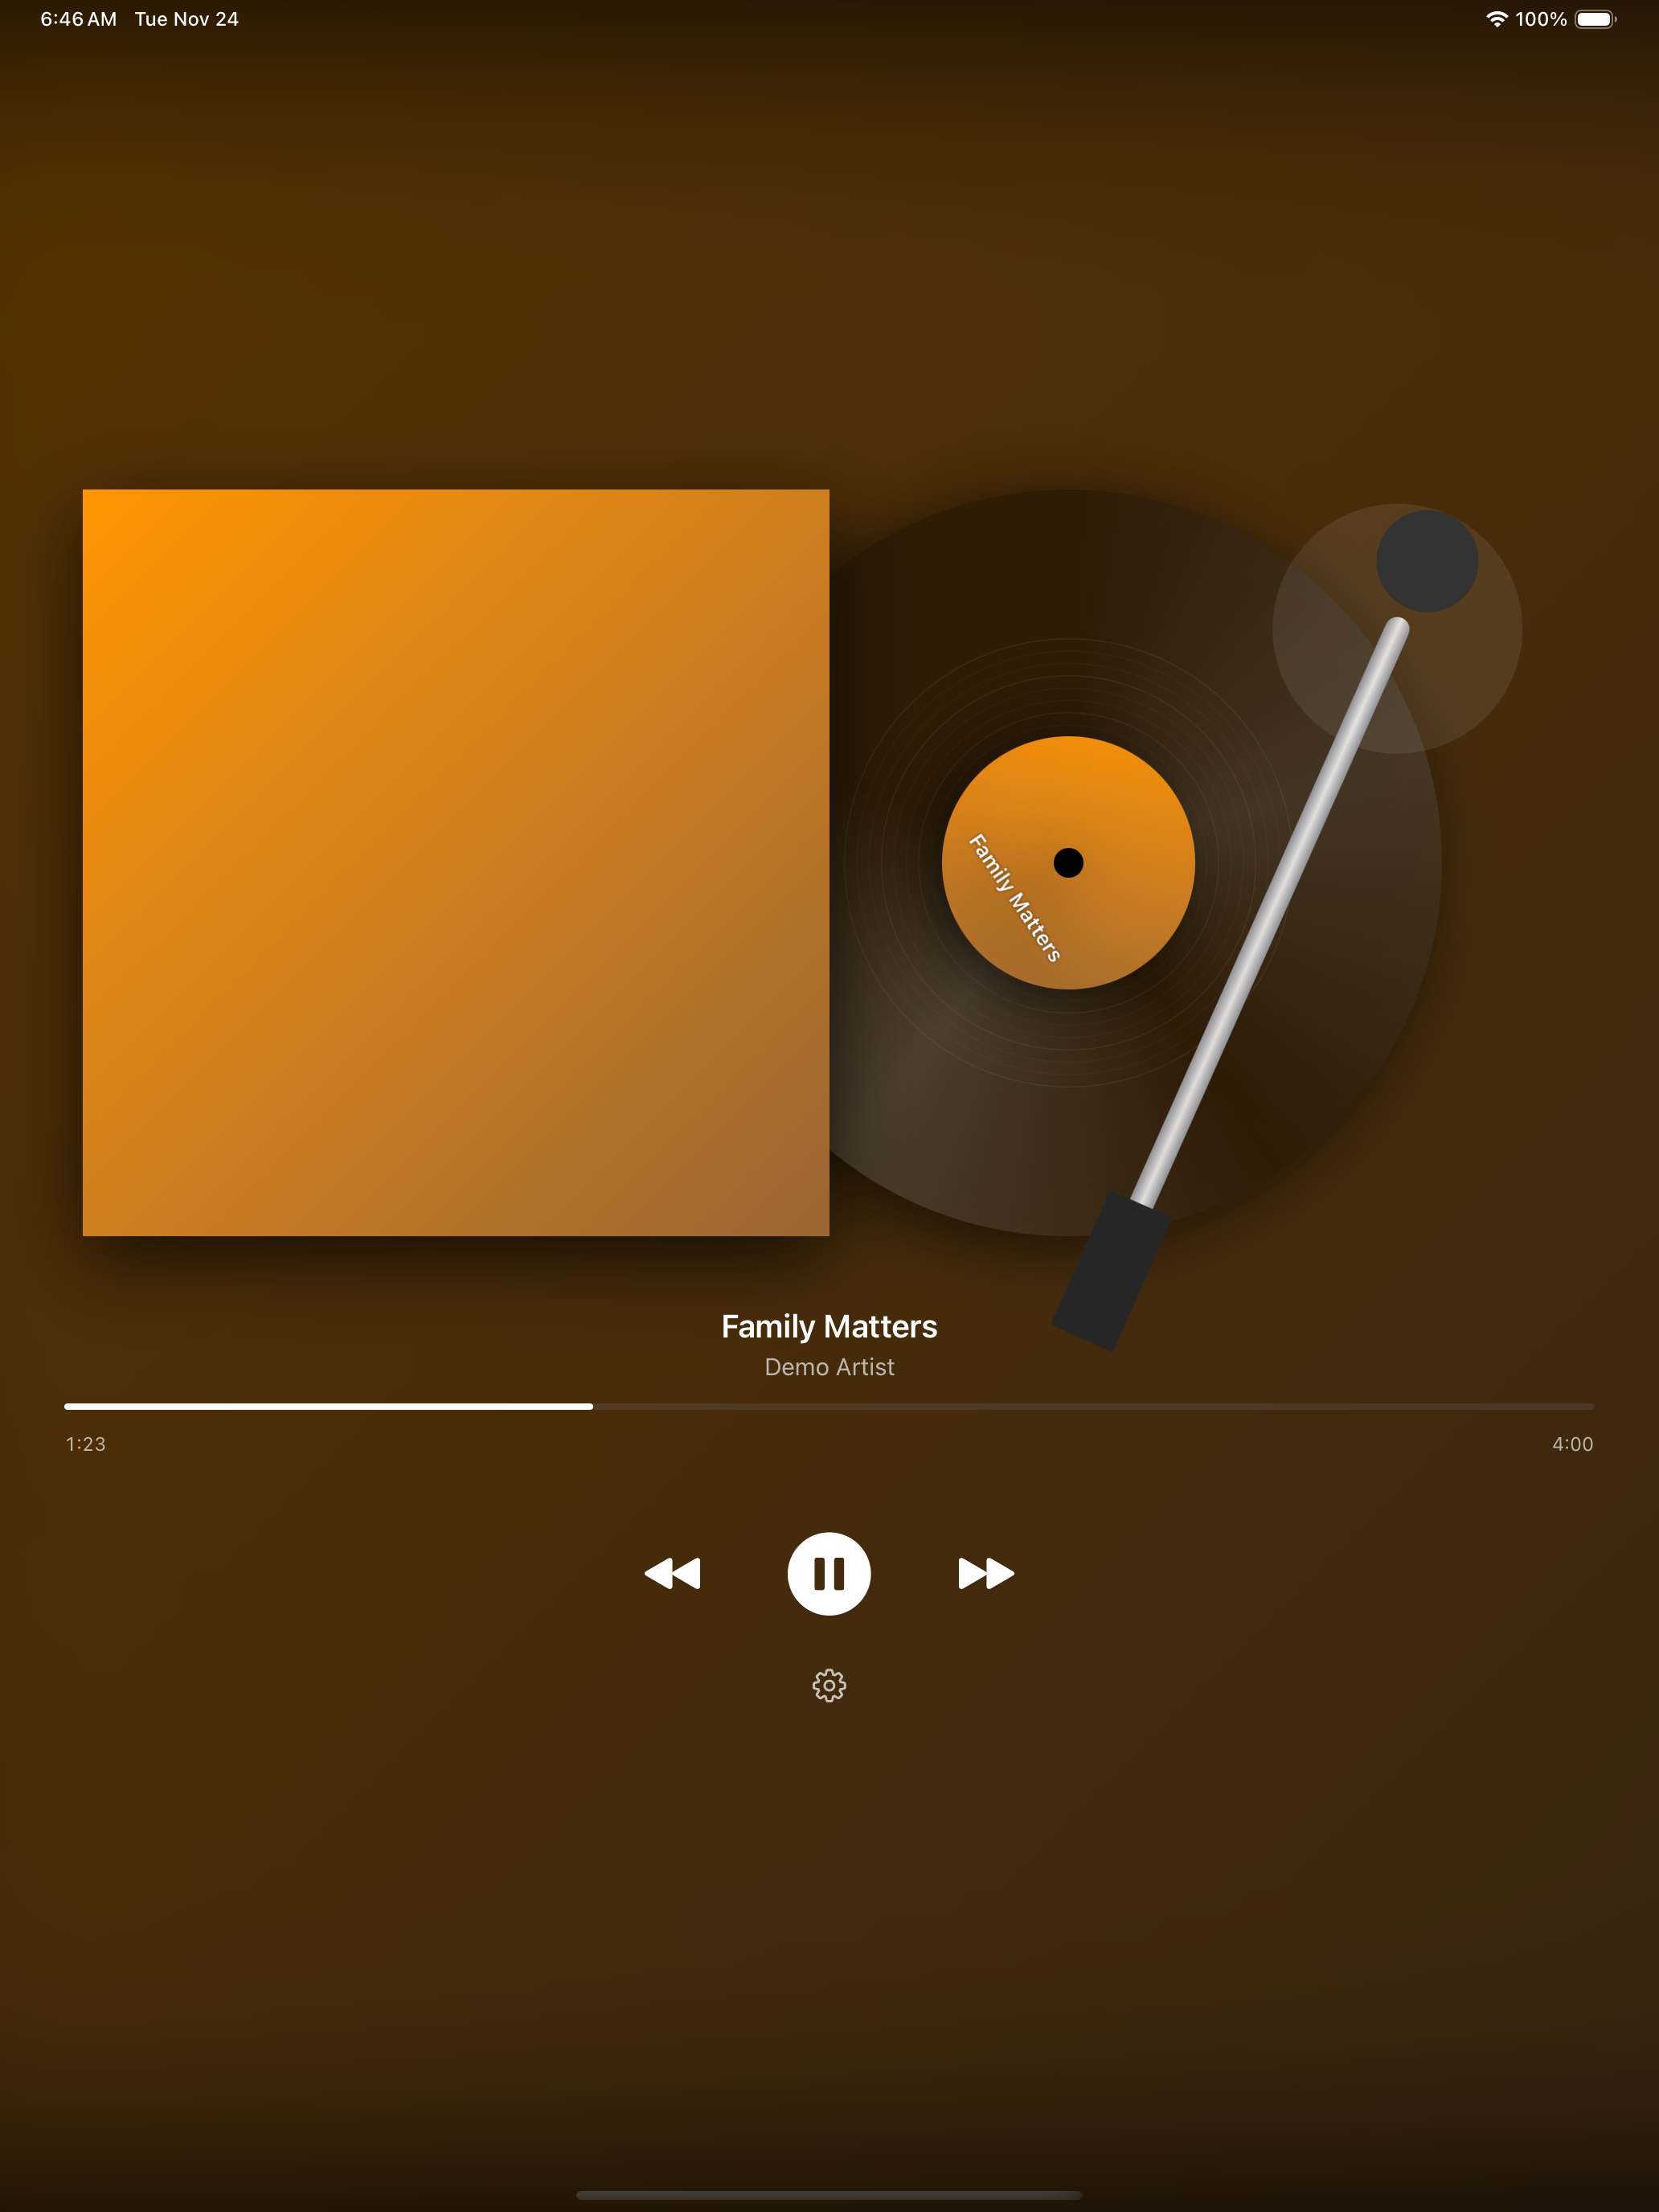 6:46 AM Tue Nov 24
100%
Family Matters
Family Matters
Demo Artist
1:23
4:00